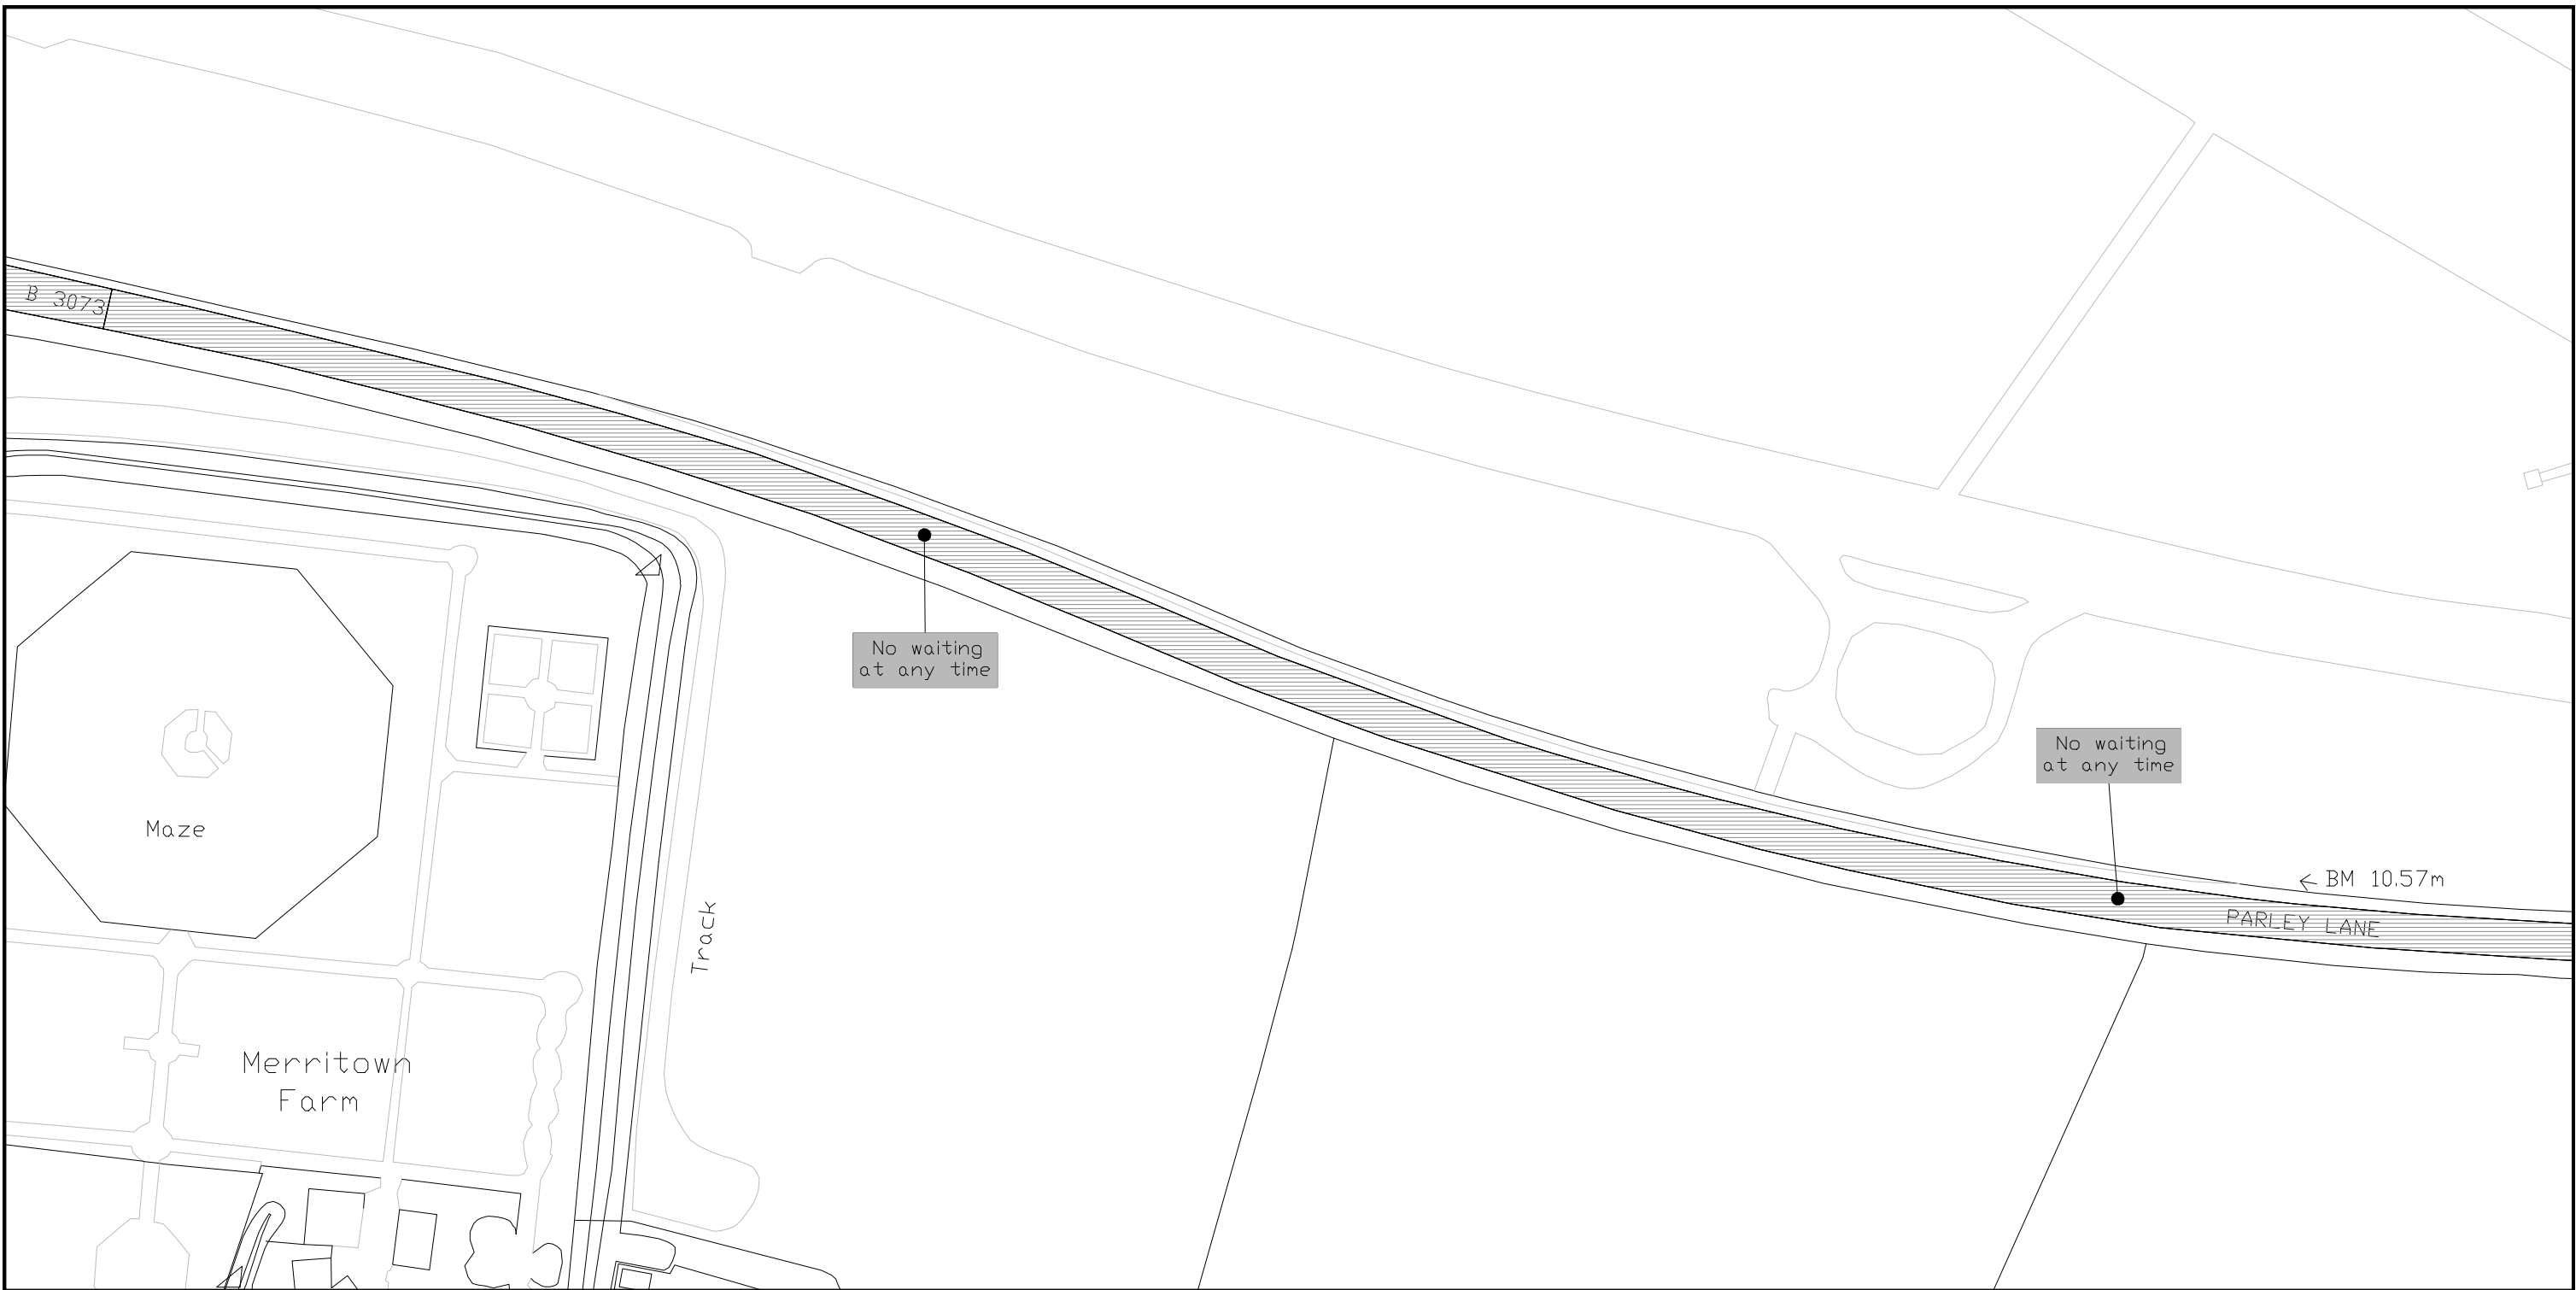 B 3073
No waiting
at any time
No waiting
at any time
Maze
BM 10.57m
PARLEY LANE
Track
Merritown
Farm